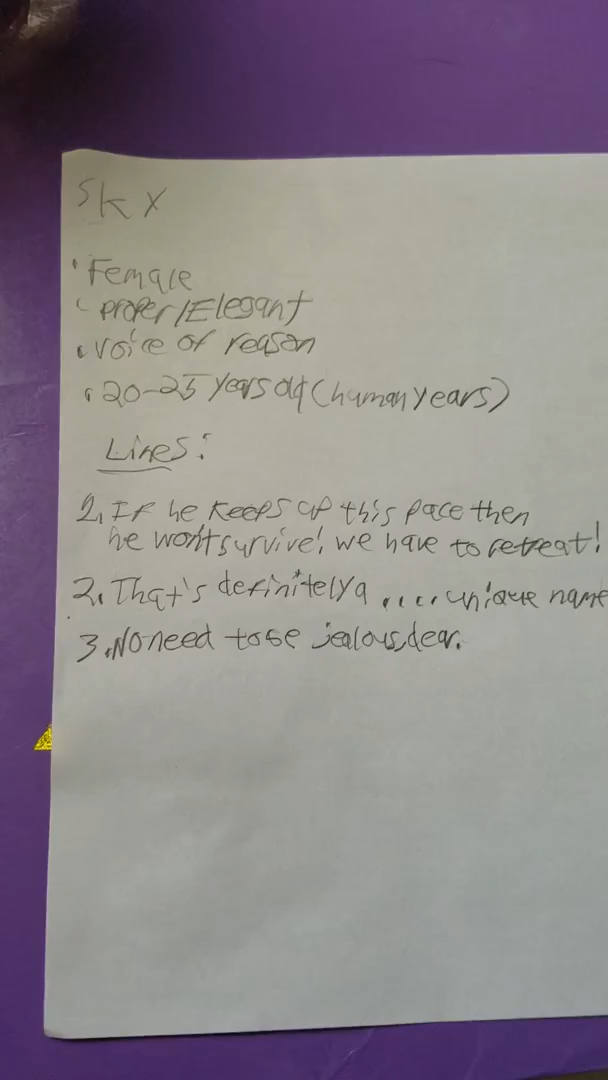 Sk x
• Female
• proper/Elegant
• voice of reason
• 20-25 years old (human years)
Lines:
1. If he keeps up this pace then
he won't survive! we have to retreat!
2. That's definitely a .... unique name
3. No need to be jealous, dear.